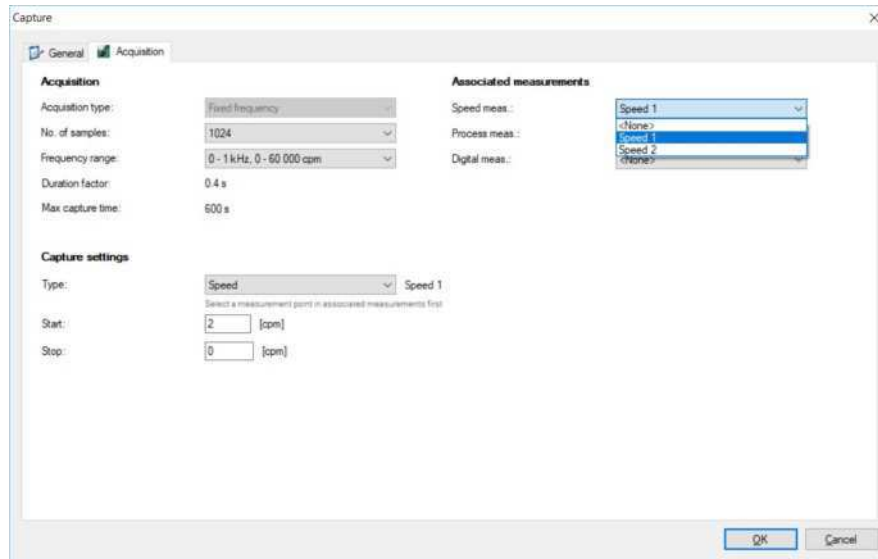 Capture
General
Acquisition
Acquisition
Acquisition type:
Fixed frequency
No. of samples:
1024
Frequency range:
0 - 1 kHz, 0 - 60 000 cpm
Duration factor:
0.4 s
Max capture time:
600 s
Associated measurements
Speed meas.:
Speed 1
<None>
Speed 1
Speed 2
Process meas.:
Digital meas.:
<None>
Capture settings
Type:
Speed
Speed 1
Select a measurement point in associated measurements first
Start:
2
[cpm]
Stop:
0
[cpm]
OK
Cancel